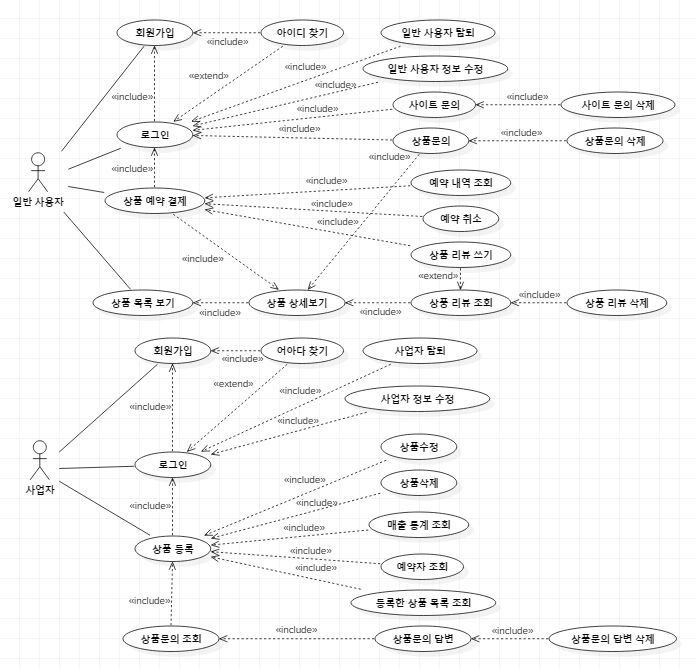 회원가입
«include»
아이디 찾기
일반 사용자 탈퇴
«extend»
«include»
일반 사용자 정보 수정
«include»
«include»
«include»
사이트 문의
«include»
사이트 문의 삭제
로그인
«include»
상품문의
«include»
상품문의 삭제
«include»
«include»
일반 사용자
상품 예약 결제
«include»
예약 내역 조회
«include»
예약 취소
«include»
«include»
상품 리뷰 쓰기
«extend»
상품 목록 보기
«include»
상품 상세보기
«include»
상품 리뷰 조회
«include»
상품 리뷰 삭제
회원가입
«include»
어아다 찾기
사업자 탈퇴
«extend»
«include»
사업자 정보 수정
«include»
«include»
로그인
사업자
상품수정
«include»
상품삭제
«include»
«include»
매출 통계 조회
«include»
상품 등록
«include»
예약자 조회
«include»
등록한 상품 목록 조회
«include»
상품문의 조회
«include»
상품문의 답변
«include»
상품문의 답변 삭제